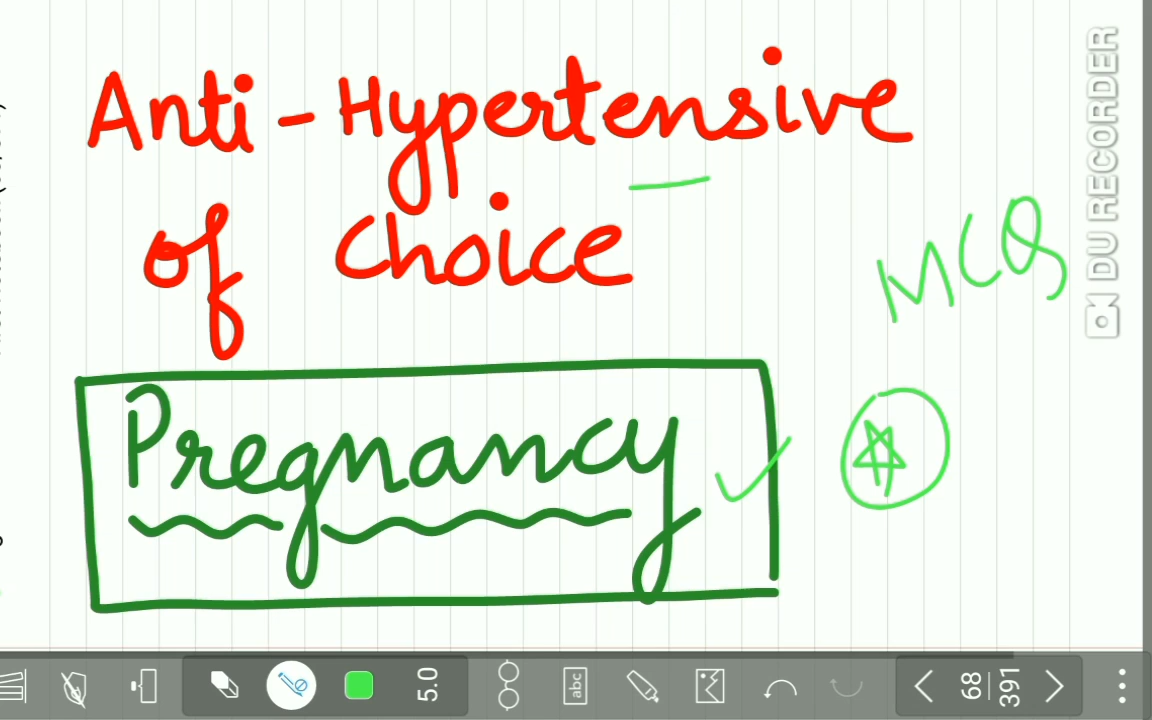 Anti-Hypertensive
of Choice
MCQ
Pregnancy
DU RECORDER
5.0
abc
68
391